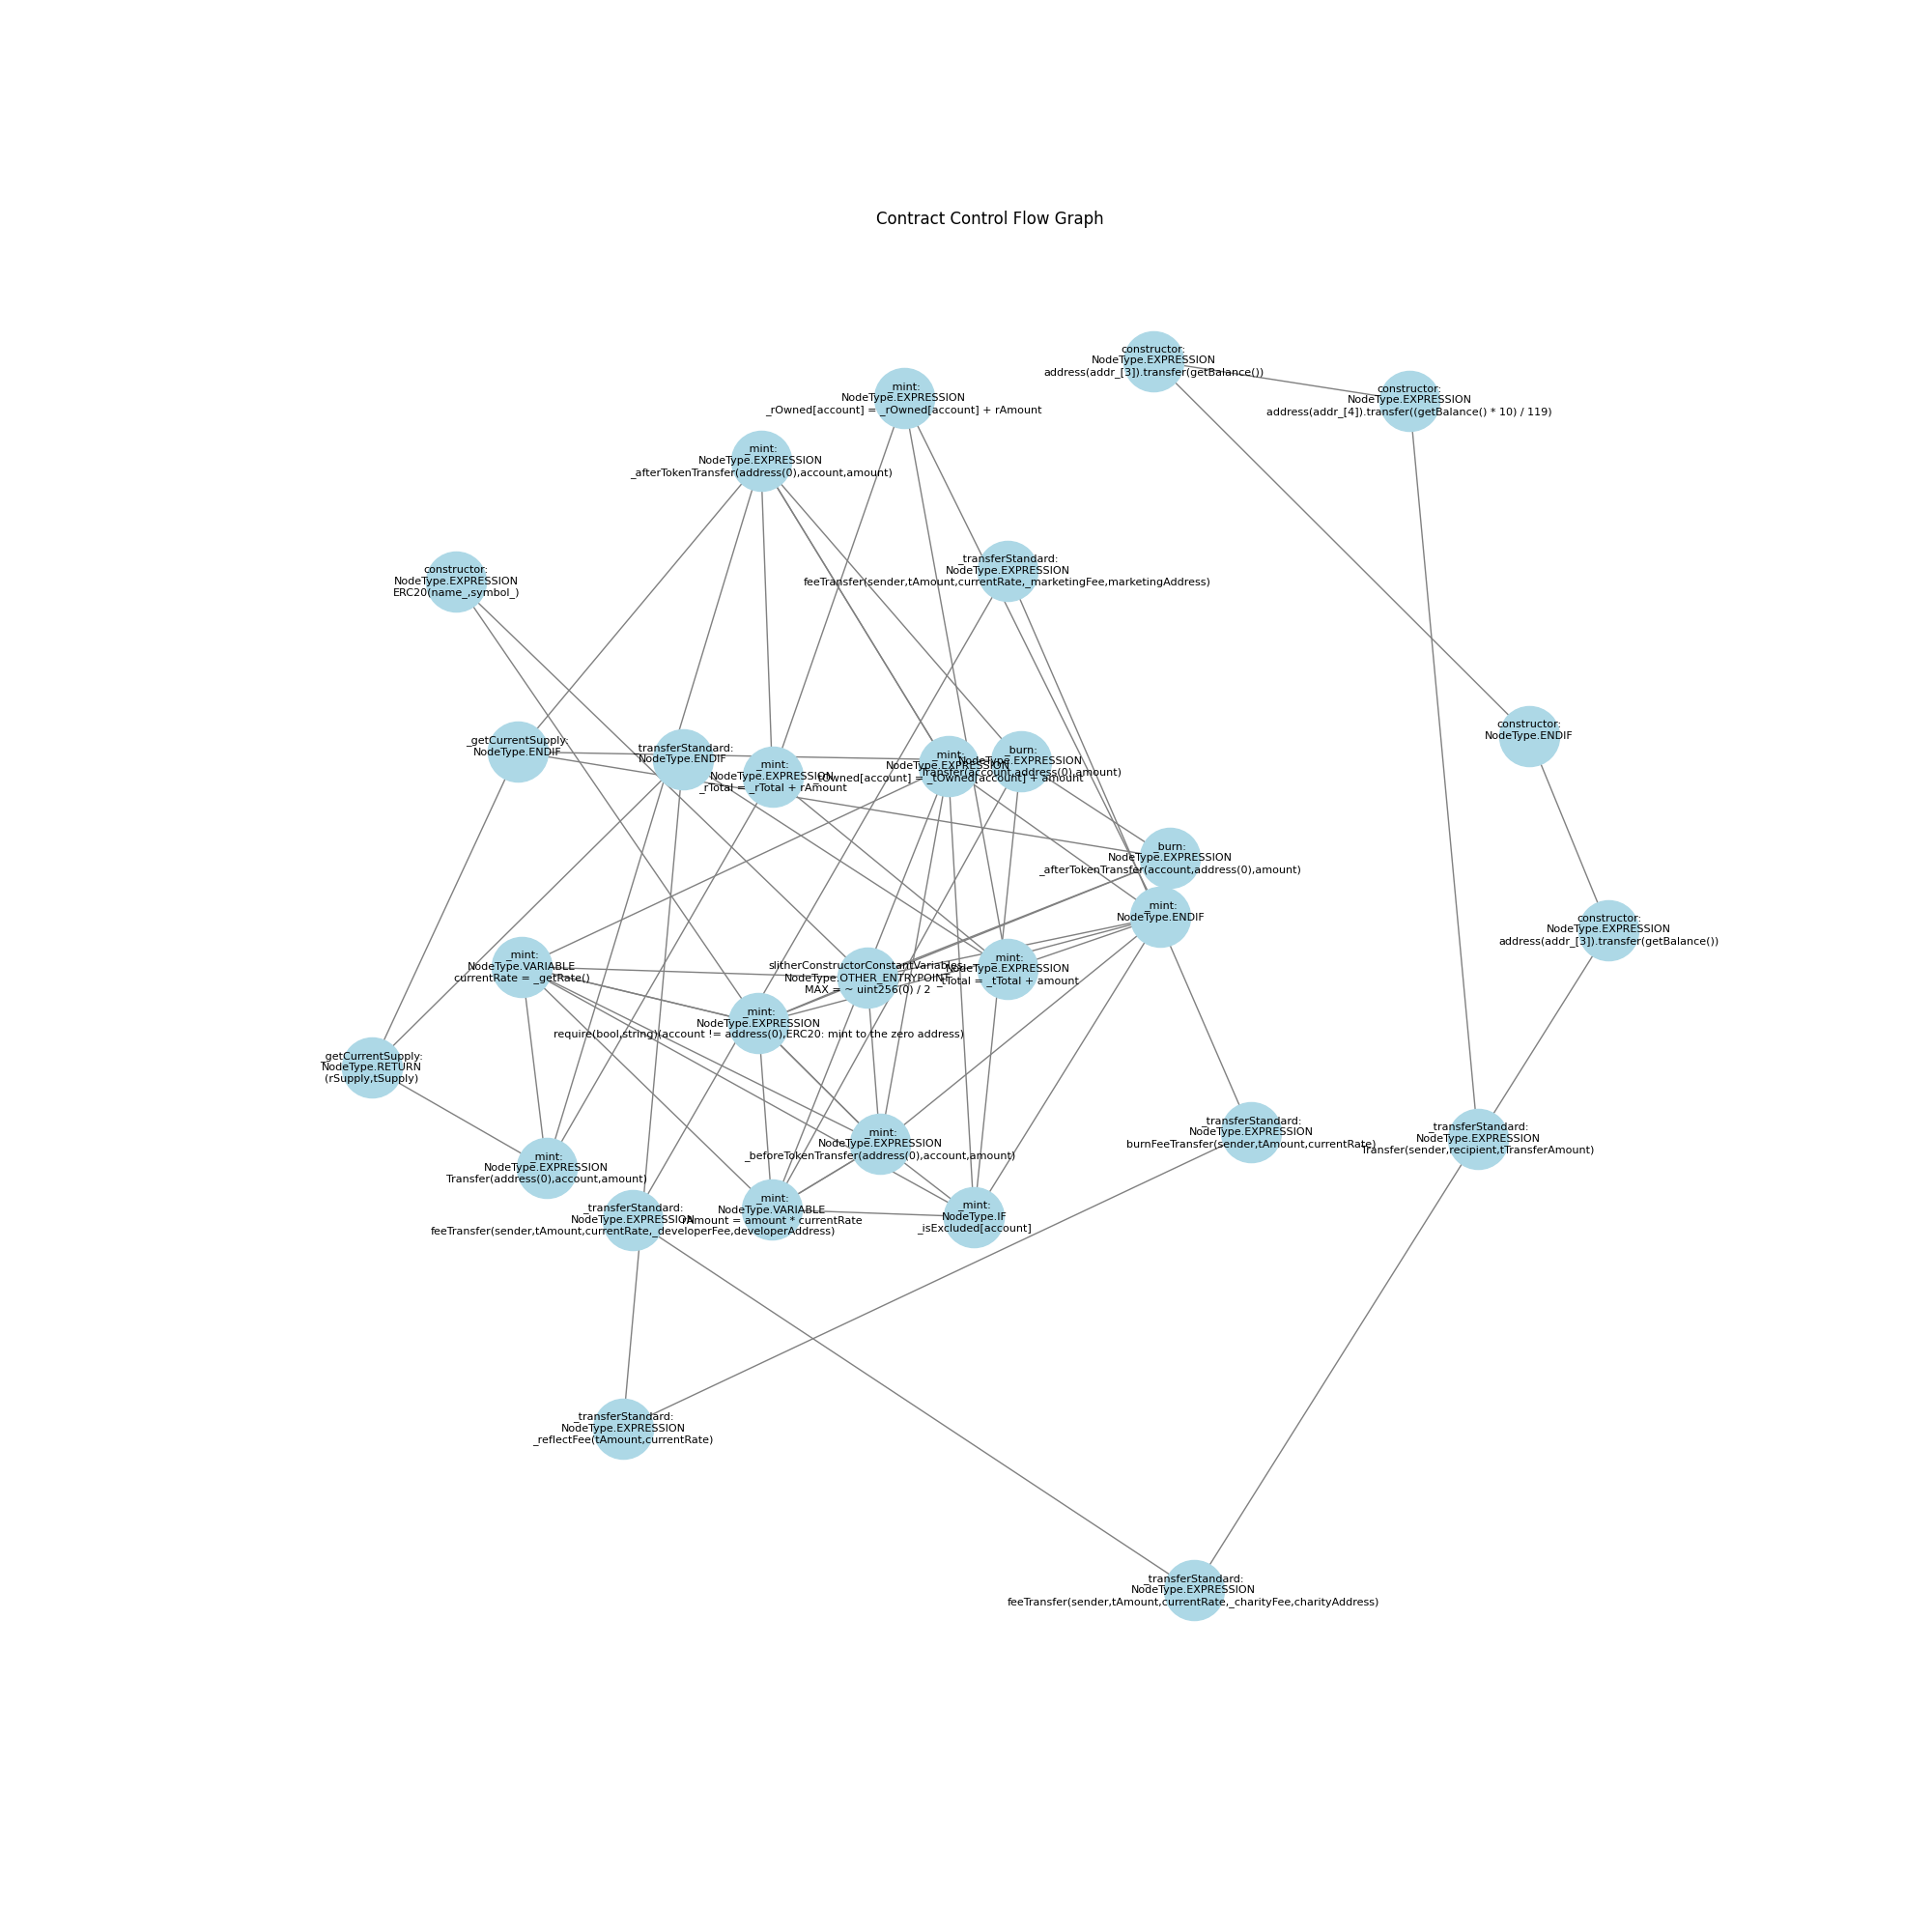 Contract Control Flow Graph
constructor:
NodeType.EXPRESSION
address(addr_[3]).transfer(getBalance())
constructor:
NodeType.EXPRESSION
address(addr_[4]).transfer((getBalance() * 10) / 119)
_mint:
NodeType.EXPRESSION
_rOwned[account] = _rOwned[account] + rAmount
_mint:
NodeType.EXPRESSION
_afterTokenTransfer(address(0),account,amount)
_transferStandard:
NodeType.EXPRESSION
feeTransfer(sender,tAmount,currentRate,_marketingFee,marketingAddress)
constructor:
NodeType.EXPRESSION
ERC20(name_,symbol_)
constructor:
NodeType.ENDIF
_getCurrentSupply:
NodeType.ENDIF
_transferStandard:
NodeType.ENDIF
_mint:
NodeType.EXPRESSION
_rTotal = _rTotal + rAmount
_mint:
NodeType.EXPRESSION
_tOwned[account] = _tOwned[account] + amount
_burn:
NodeType.EXPRESSION
Transfer(account,address(0),amount)
_burn:
NodeType.EXPRESSION
_afterTokenTransfer(account,address(0),amount)
_mint:
NodeType.ENDIF
constructor:
NodeType.EXPRESSION
address(addr_[3]).transfer(getBalance())
_mint:
NodeType.VARIABLE
currentRate = _getRate()
slitherConstructorConstantVariables:
NodeType.OTHER_ENTRYPOINT
MAX = ~ uint256(0) / 2
_mint:
NodeType.EXPRESSION
_tTotal = _tTotal + amount
_mint:
NodeType.EXPRESSION
require(bool,string)(account != address(0),ERC20: mint to the zero address)
_getCurrentSupply:
NodeType.RETURN
(rSupply,tSupply)
_transferStandard:
NodeType.EXPRESSION
burnFeeTransfer(sender,tAmount,currentRate)
_transferStandard:
NodeType.EXPRESSION
Transfer(sender,recipient,tTransferAmount)
_mint:
NodeType.EXPRESSION
_beforeTokenTransfer(address(0),account,amount)
_mint:
NodeType.EXPRESSION
Transfer(address(0),account,amount)
_transferStandard:
NodeType.EXPRESSION
feeTransfer(sender,tAmount,currentRate,_developerFee,developerAddress)
_mint:
NodeType.VARIABLE
rAmount = amount * currentRate
_mint:
NodeType.IF
_isExcluded[account]
_transferStandard:
NodeType.EXPRESSION
_reflectFee(tAmount,currentRate)
_transferStandard:
NodeType.EXPRESSION
feeTransfer(sender,tAmount,currentRate,_charityFee,charityAddress)